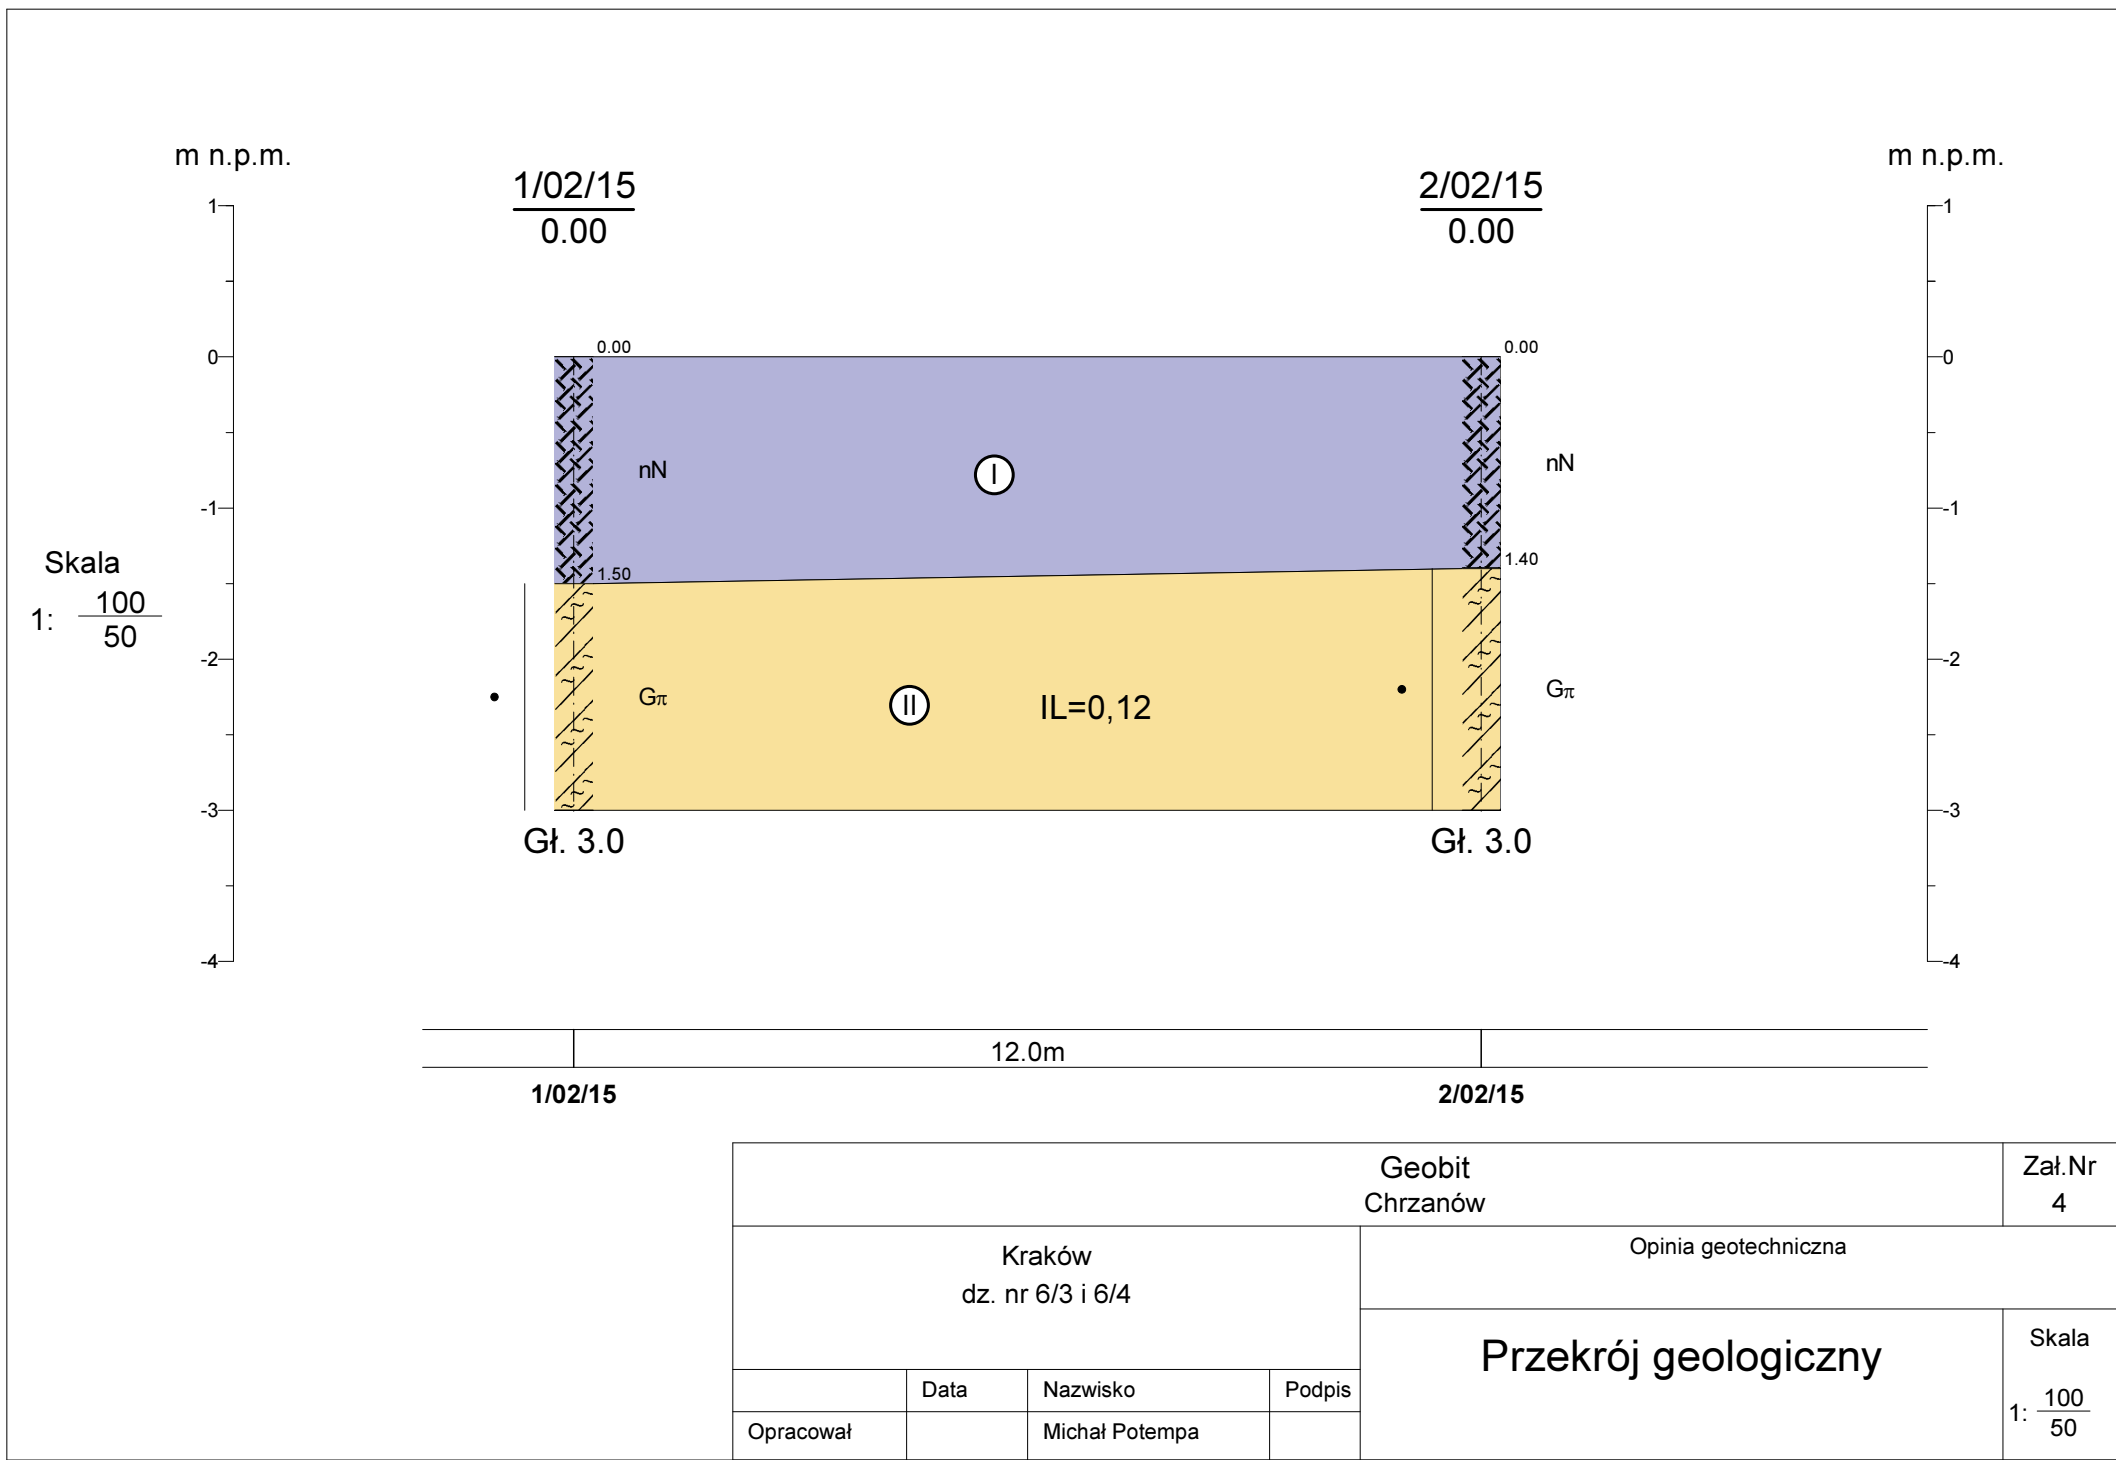 m n.p.m.
m n.p.m.
1/02/15
0.00
2/02/15
0.00
1
0
-1
-2
-3
-4
1
0
-1
-2
-3
-4
Skala
1: 100
50
0.00
0.00
nN
I
nN
1.50
1.40
Gπ
II
IL=0,12
Gπ
Gł. 3.0
Gł. 3.0
12.0m
1/02/15
2/02/15
Geobit
Chrzanów
Zał.Nr
4
Kraków
dz. nr 6/3 i 6/4
Opinia geotechniczna
Przekrój geologiczny
Skala
1: 100
50
Data Nazwisko Podpis
Opracował Michał Potempa